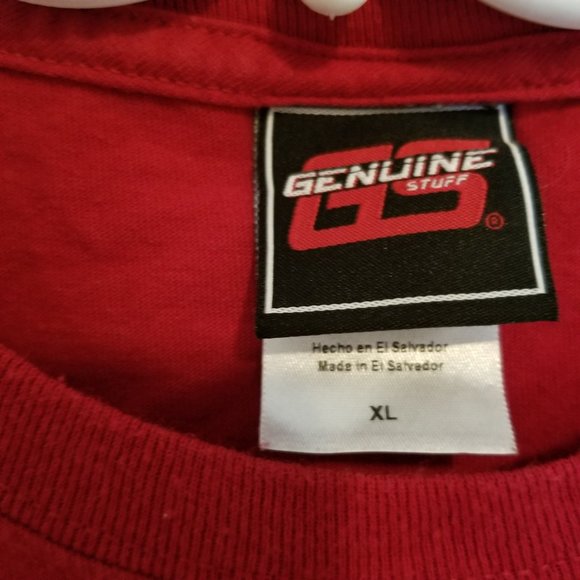 GS
GENUINE
STUFF
®
Hecho en El Salvador
Made in El Salvador
XL